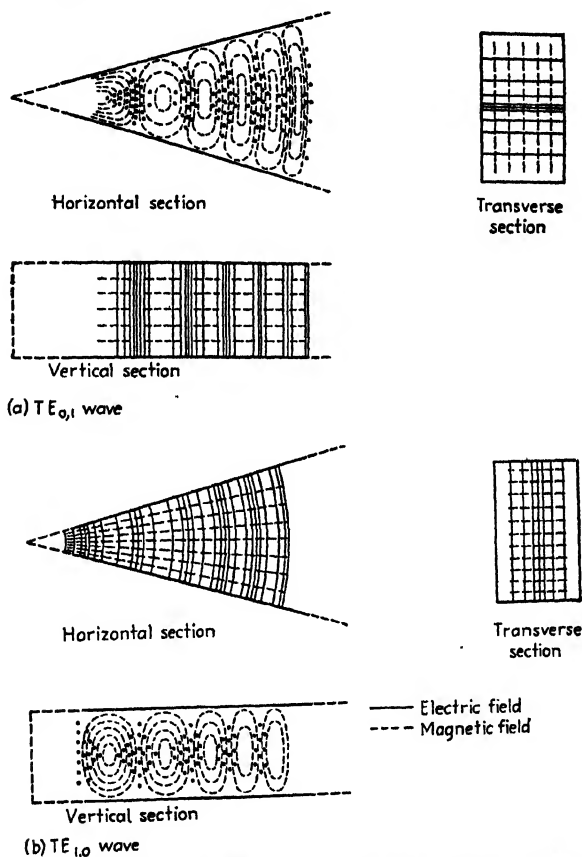 Horizontal section
Transverse
section
Vertical section
(a) TE₀,₁ wave
Horizontal section
Transverse
section
Electric field
Magnetic field
Vertical section
(b) TE₁,₀ wave